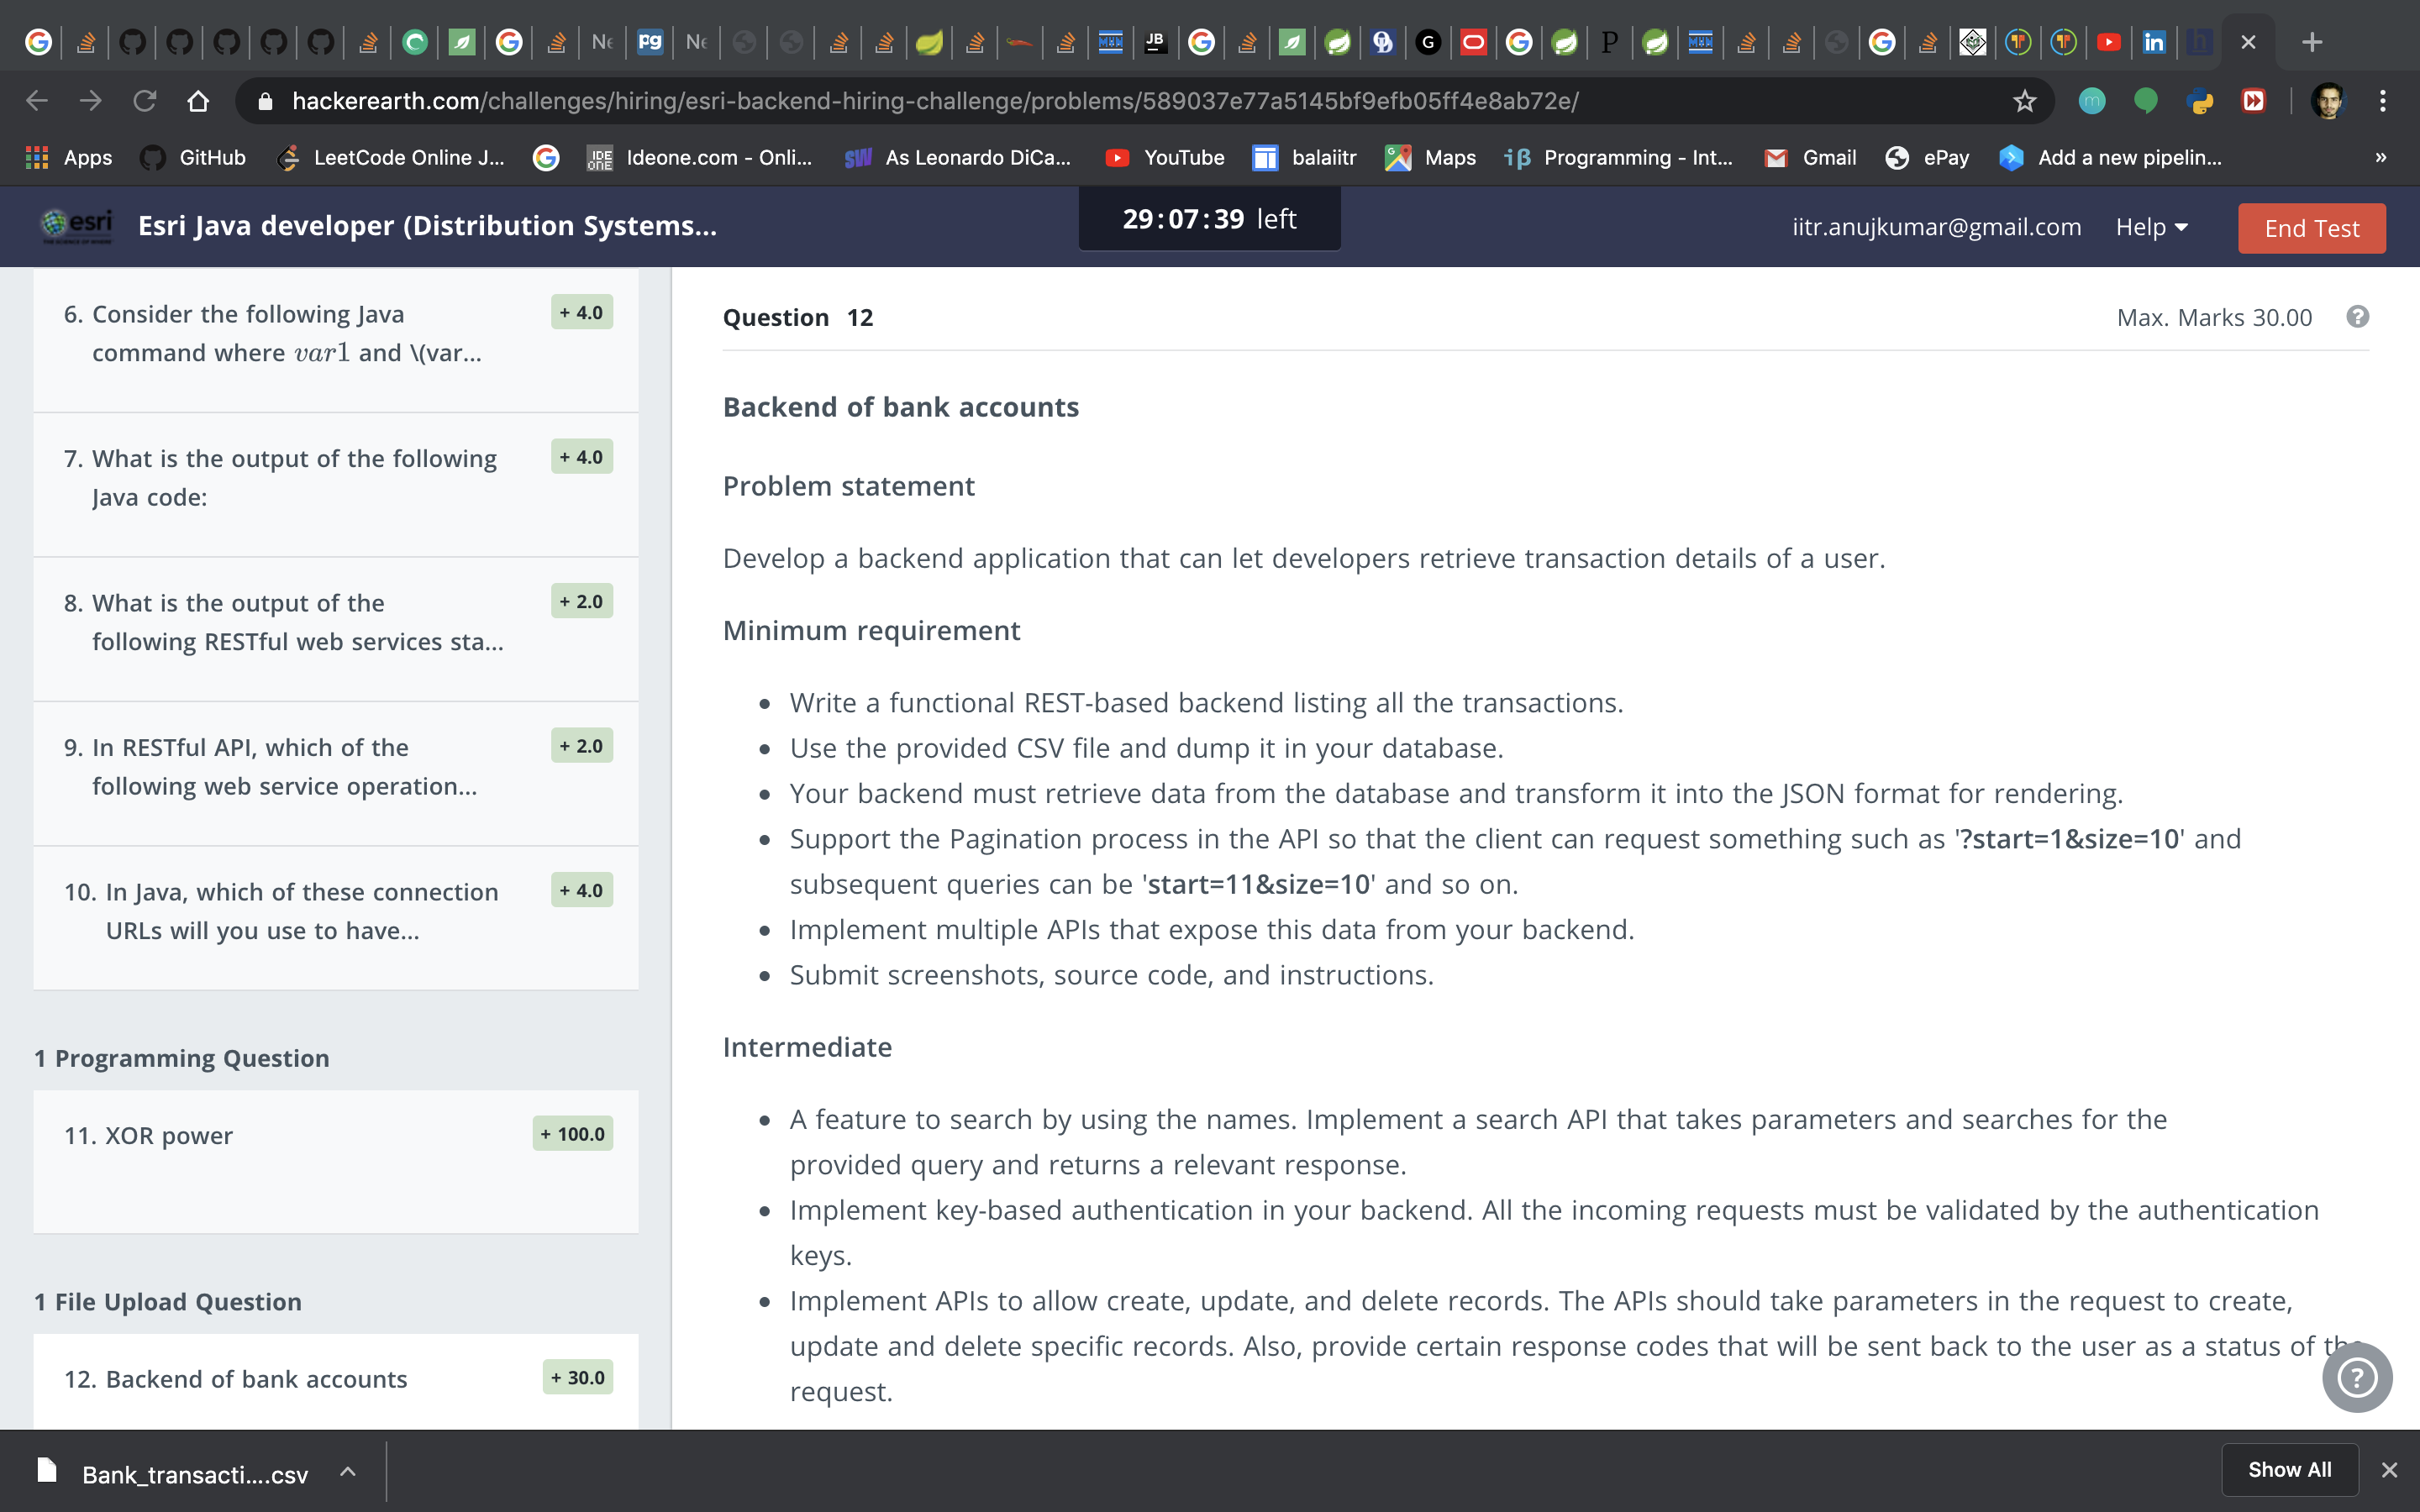 Ne
pg
Ne
JB
G
P
hackerearth.com/challenges/hiring/esri-backend-hiring-challenge/problems/589037e77a5145bf9efb05ff4e8ab72e/
Apps
GitHub
LeetCode Online J...
IDE
ONE
Ideone.com - Onli...
SW
As Leonardo DiCa...
YouTube
balaiitr
Maps
iβ
Programming - Int...
Gmail
ePay
Add a new pipelin...
»
esri
Esri Java developer (Distribution Systems...
29:07:39 left
iitr.anujkumar@gmail.com
Help
End Test
6. Consider the following Java
command where var1 and \(var...
+ 4.0
7. What is the output of the following
Java code:
+ 4.0
8. What is the output of the
following RESTful web services sta...
+ 2.0
9. In RESTful API, which of the
following web service operation...
+ 2.0
10. In Java, which of these connection
URLs will you use to have...
+ 4.0
1 Programming Question
11. XOR power
+ 100.0
1 File Upload Question
12. Backend of bank accounts
+ 30.0
Question 12
Max. Marks 30.00
?
Backend of bank accounts
Problem statement
Develop a backend application that can let developers retrieve transaction details of a user.
Minimum requirement
• Write a functional REST-based backend listing all the transactions.
• Use the provided CSV file and dump it in your database.
• Your backend must retrieve data from the database and transform it into the JSON format for rendering.
• Support the Pagination process in the API so that the client can request something such as '?start=1&size=10' and
subsequent queries can be 'start=11&size=10' and so on.
• Implement multiple APIs that expose this data from your backend.
• Submit screenshots, source code, and instructions.
Intermediate
• A feature to search by using the names. Implement a search API that takes parameters and searches for the
provided query and returns a relevant response.
• Implement key-based authentication in your backend. All the incoming requests must be validated by the authentication
keys.
• Implement APIs to allow create, update, and delete records. The APIs should take parameters in the request to create,
update and delete specific records. Also, provide certain response codes that will be sent back to the user as a status of the
request.
?
Bank_transacti....csv
Show All